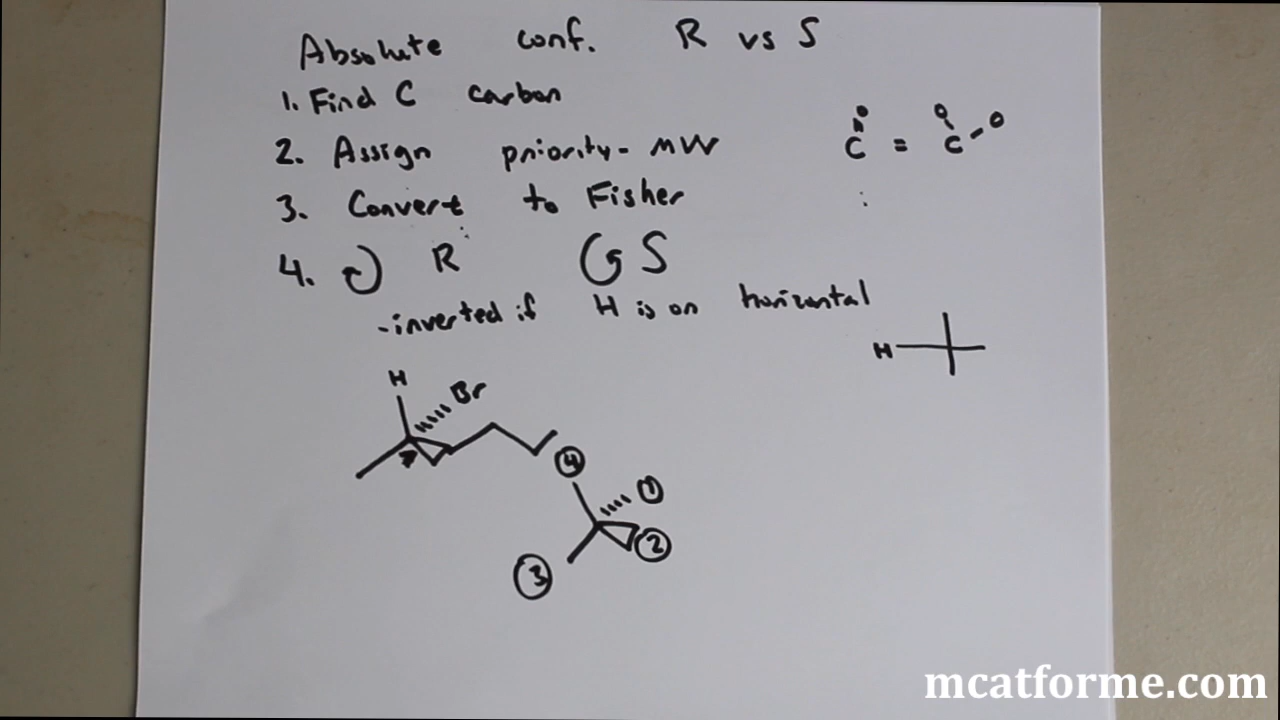 Absolute conf. R vs S
1. Find C carbon
2. Assign priority - MW
3. Convert to Fisher
4. R S
- inverted if H is on horizontal
O O O
C = C
H
H Br
4
1
2
3
mcatforme.com